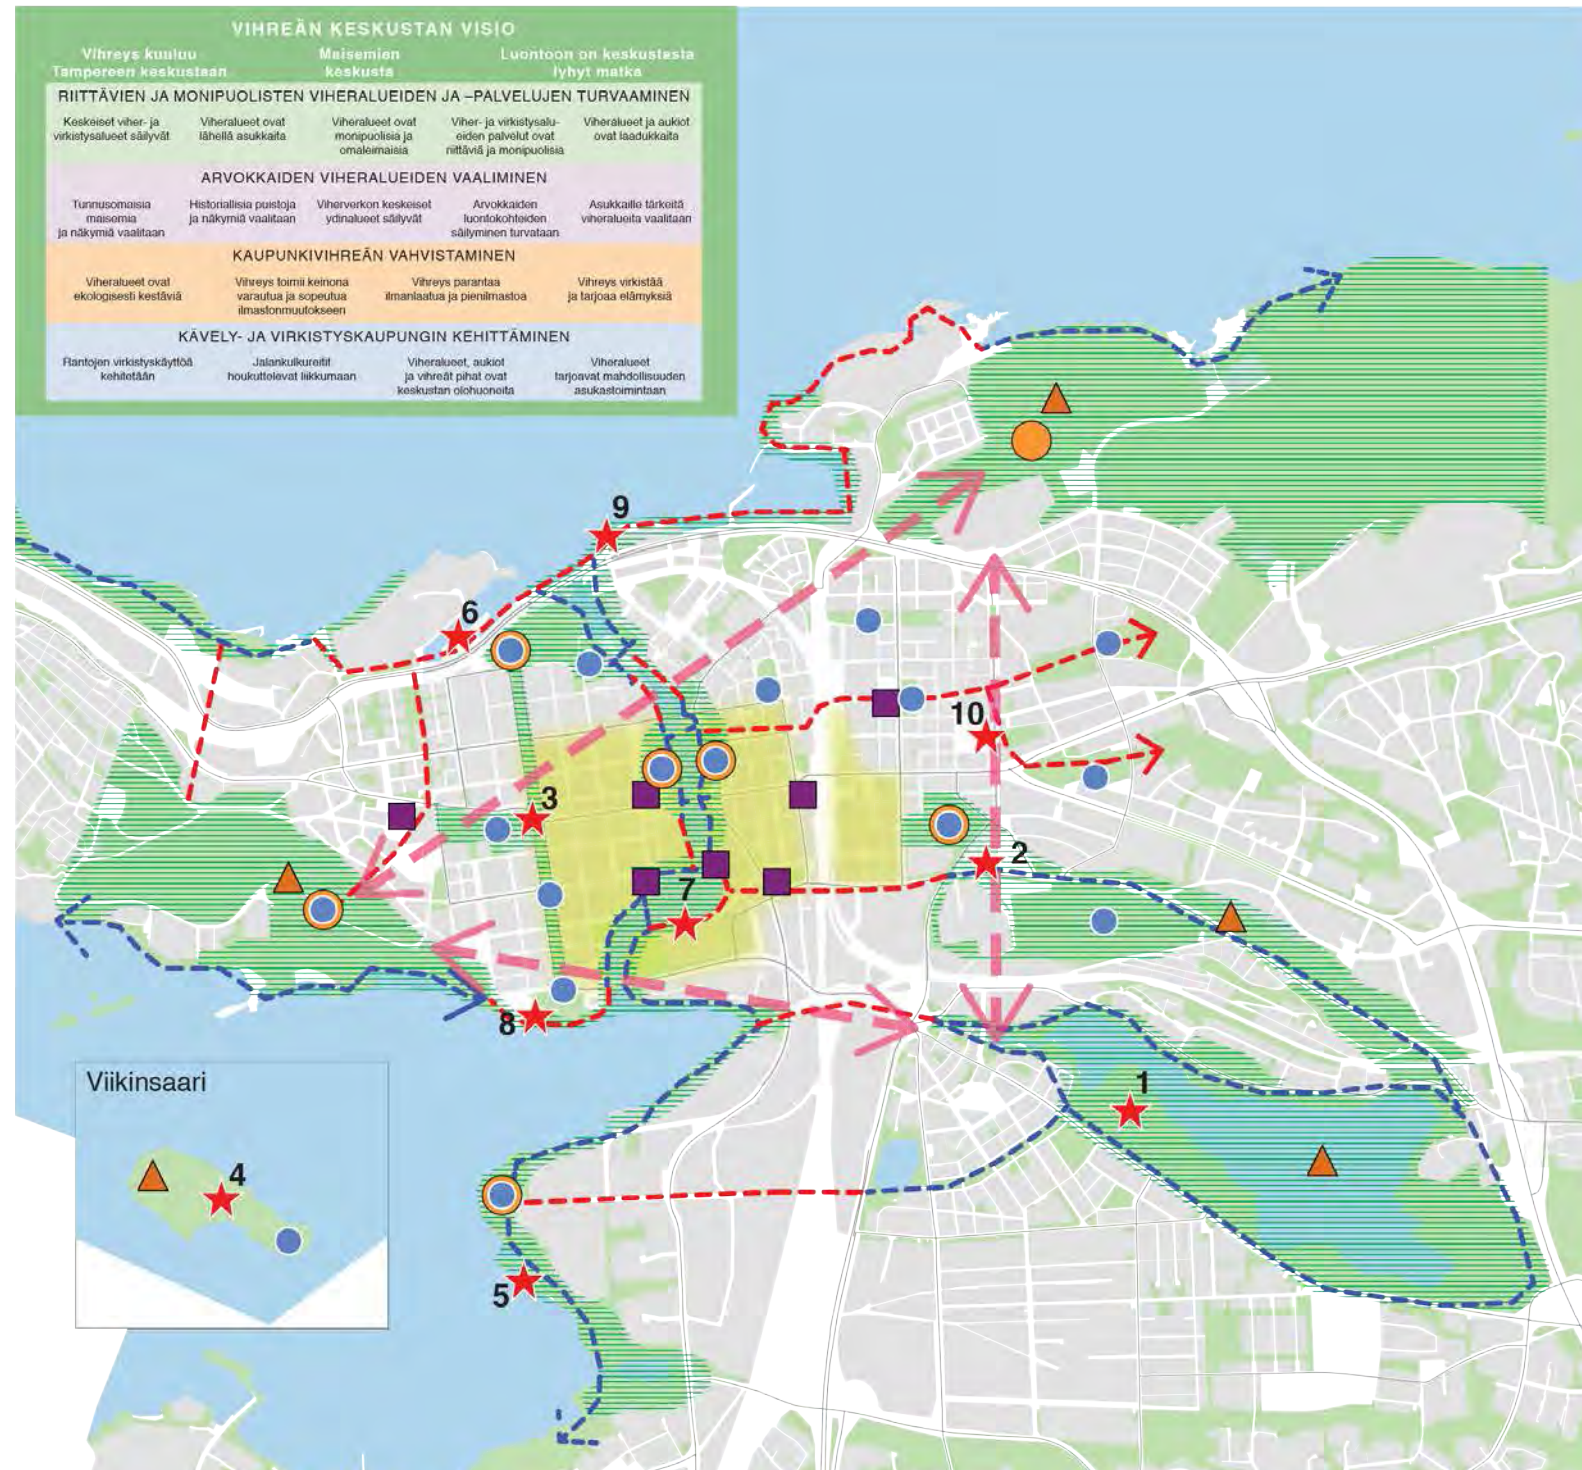 VIHREÄN KESKUSTAN VISIO
Vihreys kuuluu
Tampereen keskustaan
Maisemien
keskusta
Luontoon on keskustasta
lyhyt matka
RIITTÄVIEN JA MONIPUOLISTEN VIHERALUEIDEN JA –PALVELUJEN TURVAAMINEN
Keskeiset viher- ja
virkistysalueet säilyvät
Viheralueet ovat
lähellä asukkaita
Viheralueet ovat
monipuolisia ja
omaleimaisia
Viher- ja virkistysalu-
eiden palvelut ovat
riittäviä ja monipuolisia
Viheralueet ja aukiot
ovat laadukkaita
ARVOKKAIDEN VIHERALUEIDEN VAALIMINEN
Tunnusomaisia
maisemia
ja näkymiä vaalitaan
Historiallisia puistoja
ja näkymiä vaalitaan
Viherverkon keskeiset
ydinalueet säilyvät
Arvokkaiden
luontokohteiden
säilyminen turvataan
Asukkaille tärkeitä
viheralueita vaalitaan
KAUPUNKIVIHREÄN VAHVISTAMINEN
Viheralueet ovat
ekologisesti kestäviä
Vihreys toimii keinona
varautua ja sopeutua
ilmastonmuutokseen
Vihreys parantaa
ilmanlaatua ja pienilmastoa
Vihreys virkistää
ja tarjoaa elämyksiä
KÄVELY- JA VIRKISTYSKAUPUNGIN KEHITTÄMINEN
Rantojen virkistyskäyttöä
kehitetään
Jalankulkureitit
houkuttelevat liikkumaan
Viheralueet, aukiot
ja vihreät pihat ovat
keskustan olohuoneita
Viheralueet
tarjoavat mahdollisuuden
asukastoimintaan
9
6
10
3
2
7
8
1
Viikinsaari
4
5